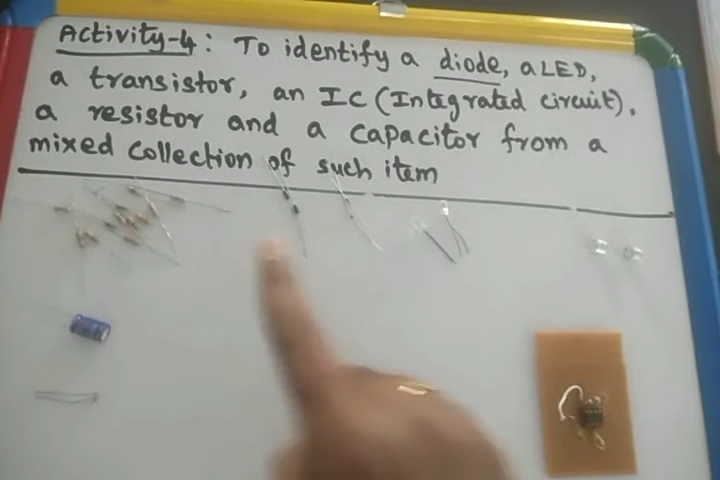 Activity-4: To identify a diode, a LED,
a transistor, an IC (Integrated circuit),
a resistor and a capacitor from a
mixed collection of such item